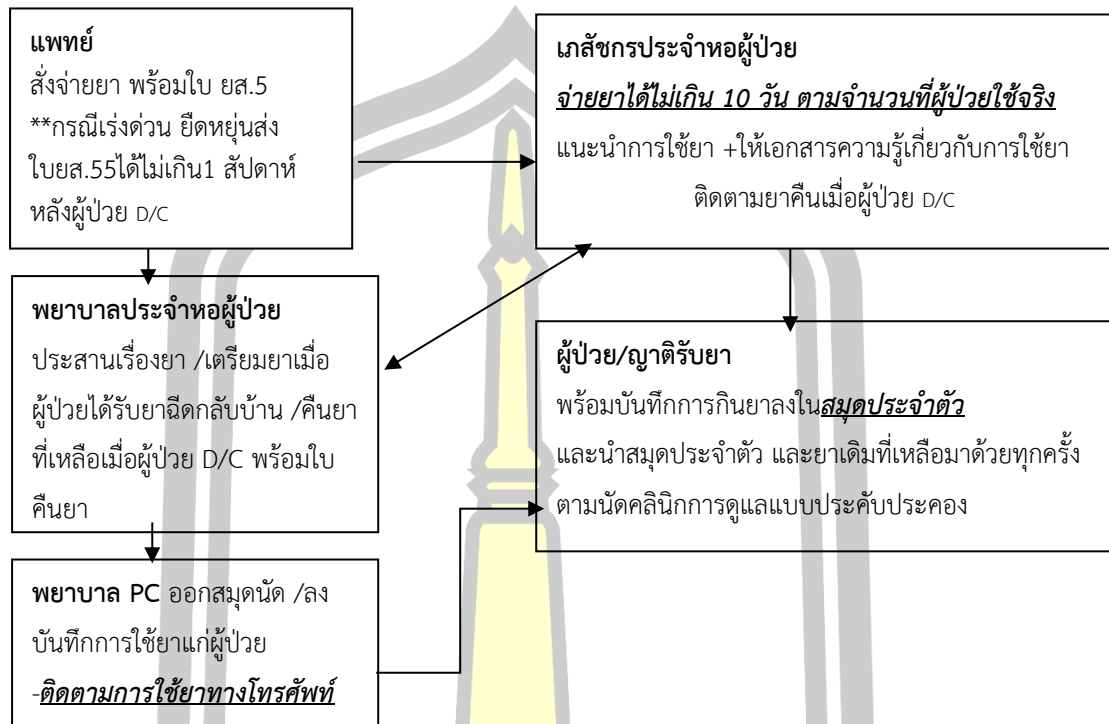 แพทย์
สั่งจ่ายยา พร้อมใบ ยส.5
**กรณีเร่งด่วน ยืดหยุ่นส่ง
ใบยส.55ได้ไม่เกิน1 สัปดาห์
หลังผู้ป่วย D/C
เภสัชกรประจำหอผู้ป่วย
จ่ายยาได้ไม่เกิน 10 วัน ตามจำนวนที่ผู้ป่วยใช้จริง
แนะนำการใช้ยา +ให้เอกสารความรู้เกี่ยวกับการใช้ยา
ติดตามยาคืนเมื่อผู้ป่วย D/C
พยาบาลประจำหอผู้ป่วย
ประสานเรื่องยา /เตรียมยาเมื่อ
ผู้ป่วยได้รับยาฉีดกลับบ้าน /คืนยา
ที่เหลือเมื่อผู้ป่วย D/C พร้อมใบ
คืนยา
ผู้ป่วย/ญาติรับยา
พร้อมบันทึกการกินยาลงในสมุดประจำตัว
และนำสมุดประจำตัว และยาเดิมที่เหลือมาด้วยทุกครั้ง
ตามนัดคลินิกการดูแลแบบประคับประคอง
พยาบาล PC ออกสมุดนัด /ลง
บันทึกการใช้ยาแก่ผู้ป่วย
-ติดตามการใช้ยาทางโทรศัพท์